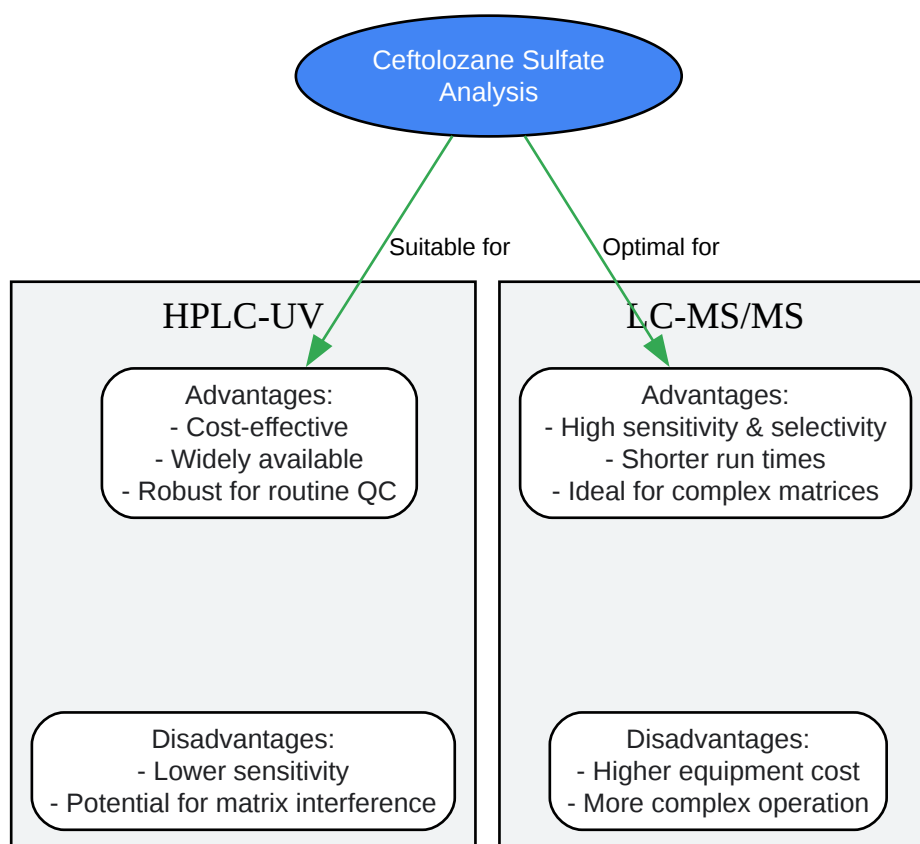 Ceftolozane Sulfate
Analysis
Suitable for
Optimal for
HPLC-UV
Advantages:
- Cost-effective
- Widely available
- Robust for routine QC
Disadvantages:
- Lower sensitivity
- Potential for matrix interference
LC-MS/MS
Advantages:
- High sensitivity & selectivity
- Shorter run times
- Ideal for complex matrices
Disadvantages:
- Higher equipment cost
- More complex operation